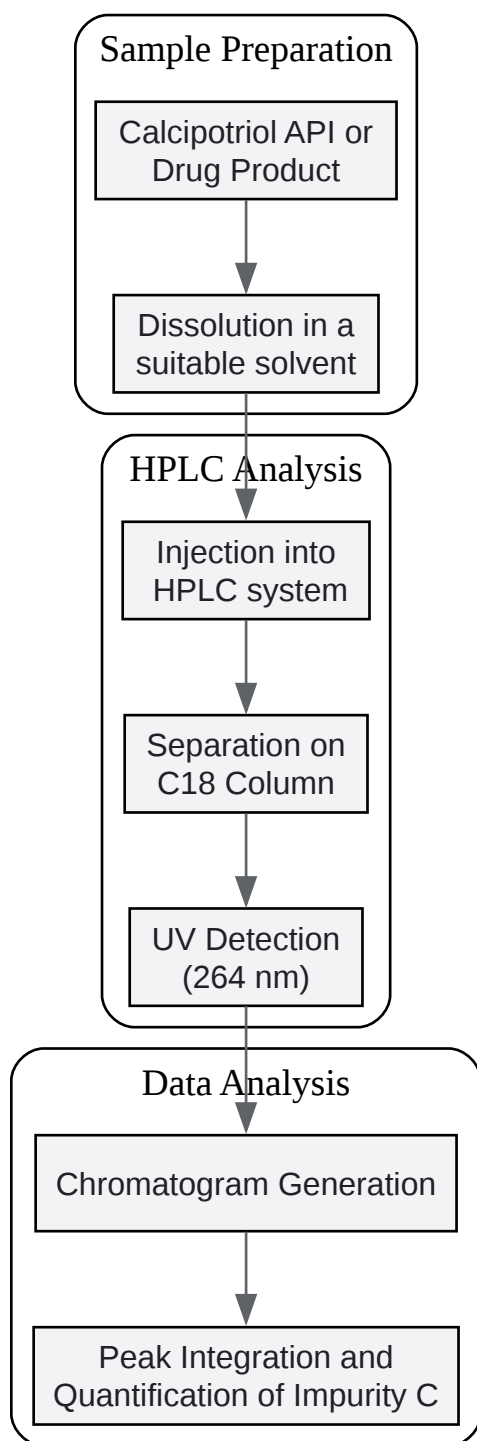 Sample Preparation
Calcipotriol API or
Drug Product
Dissolution in a
suitable solvent
HPLC Analysis
Injection into
HPLC system
Separation on
C18 Column
UV Detection
(264 nm)
Data Analysis
Chromatogram Generation
Peak Integration and
Quantification of Impurity C